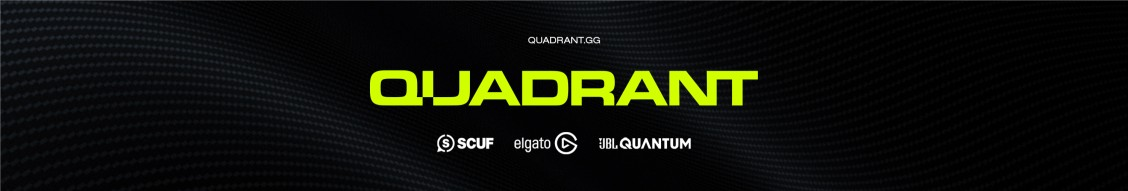 QUADRANT.GG
QUADRANT
S SCUF elgato JBL QUANTUM